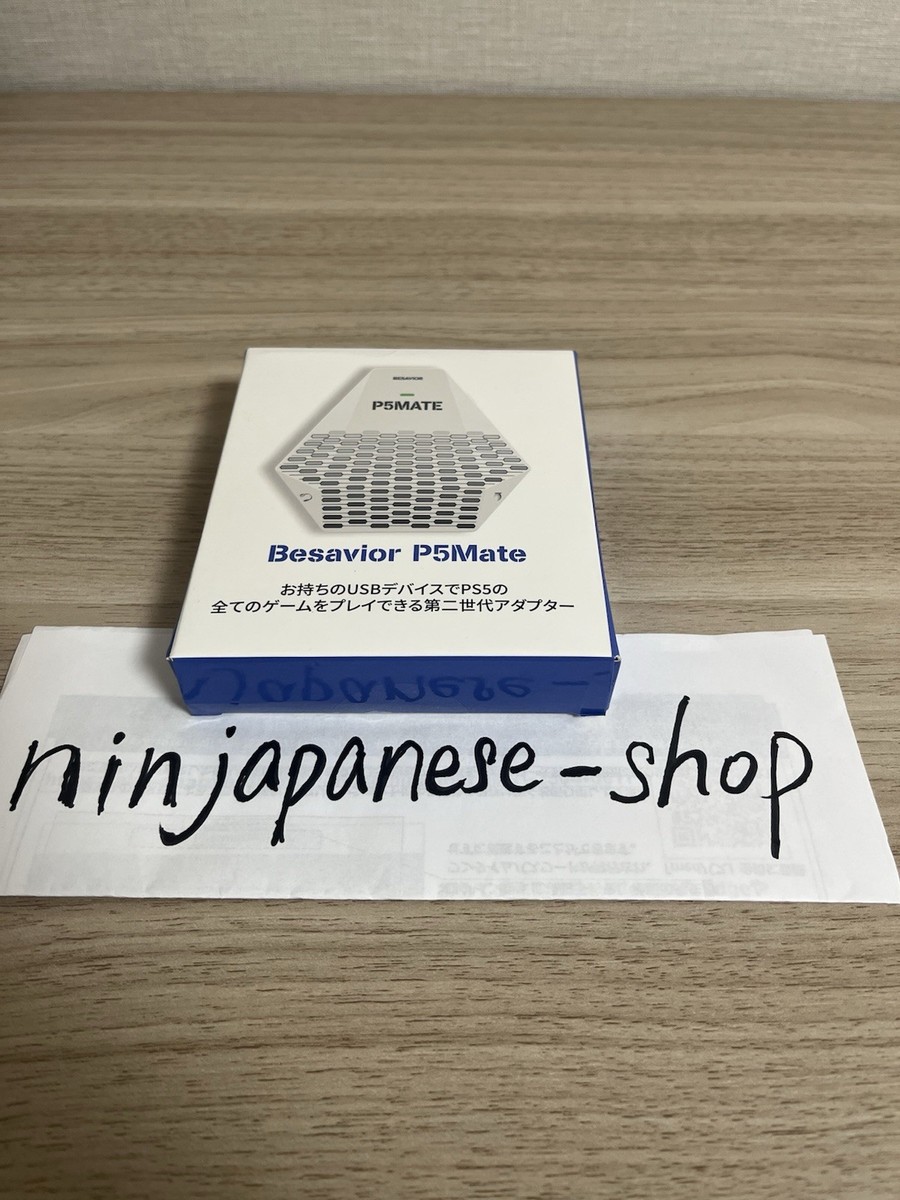 BESAVIOR
P5MATE
Besavior P5Mate
お持ちのUSBデバイスでPS5の
全てのゲームをプレイできる第二世代アダプター
ninjapanese-shop